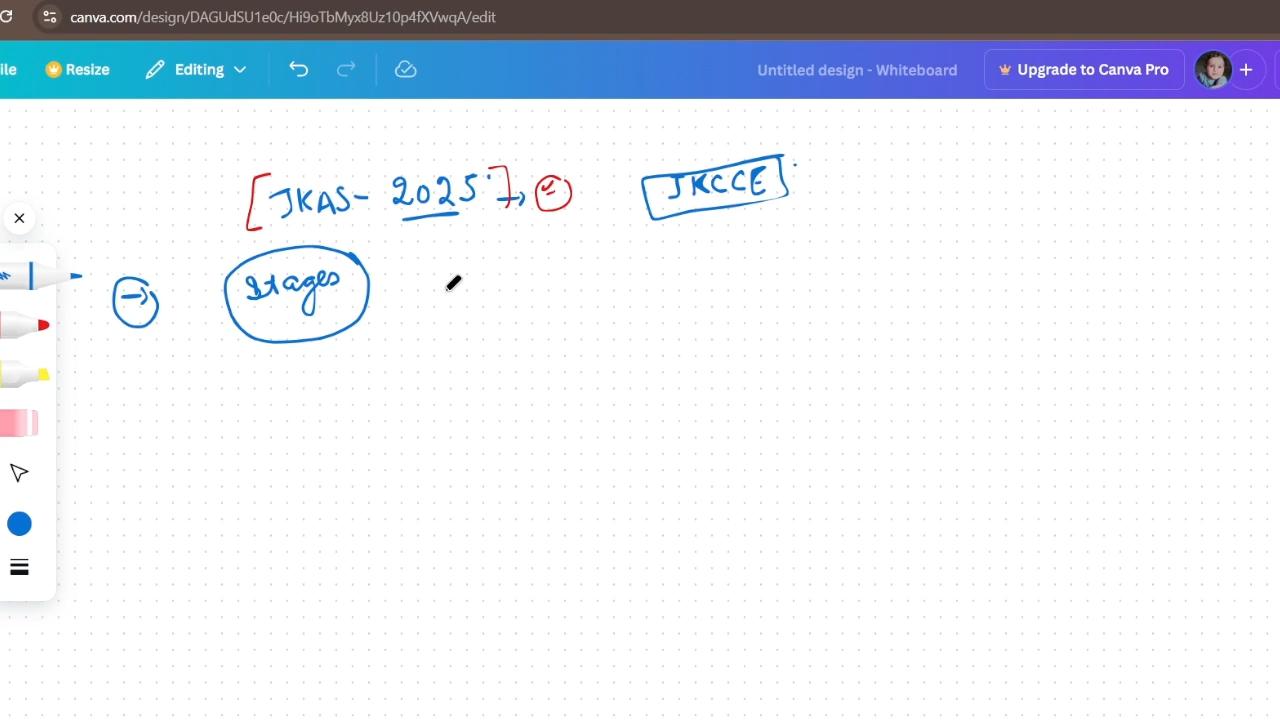 canva.com/design/DAGUdSU1e0c/Hi9oTbMyx8Uz10p4fXVwqA/edit
ile Resize Editing Untitled design - Whiteboard Upgrade to Canva Pro
[JKAS- 2025] → JKCCE
→ Stages